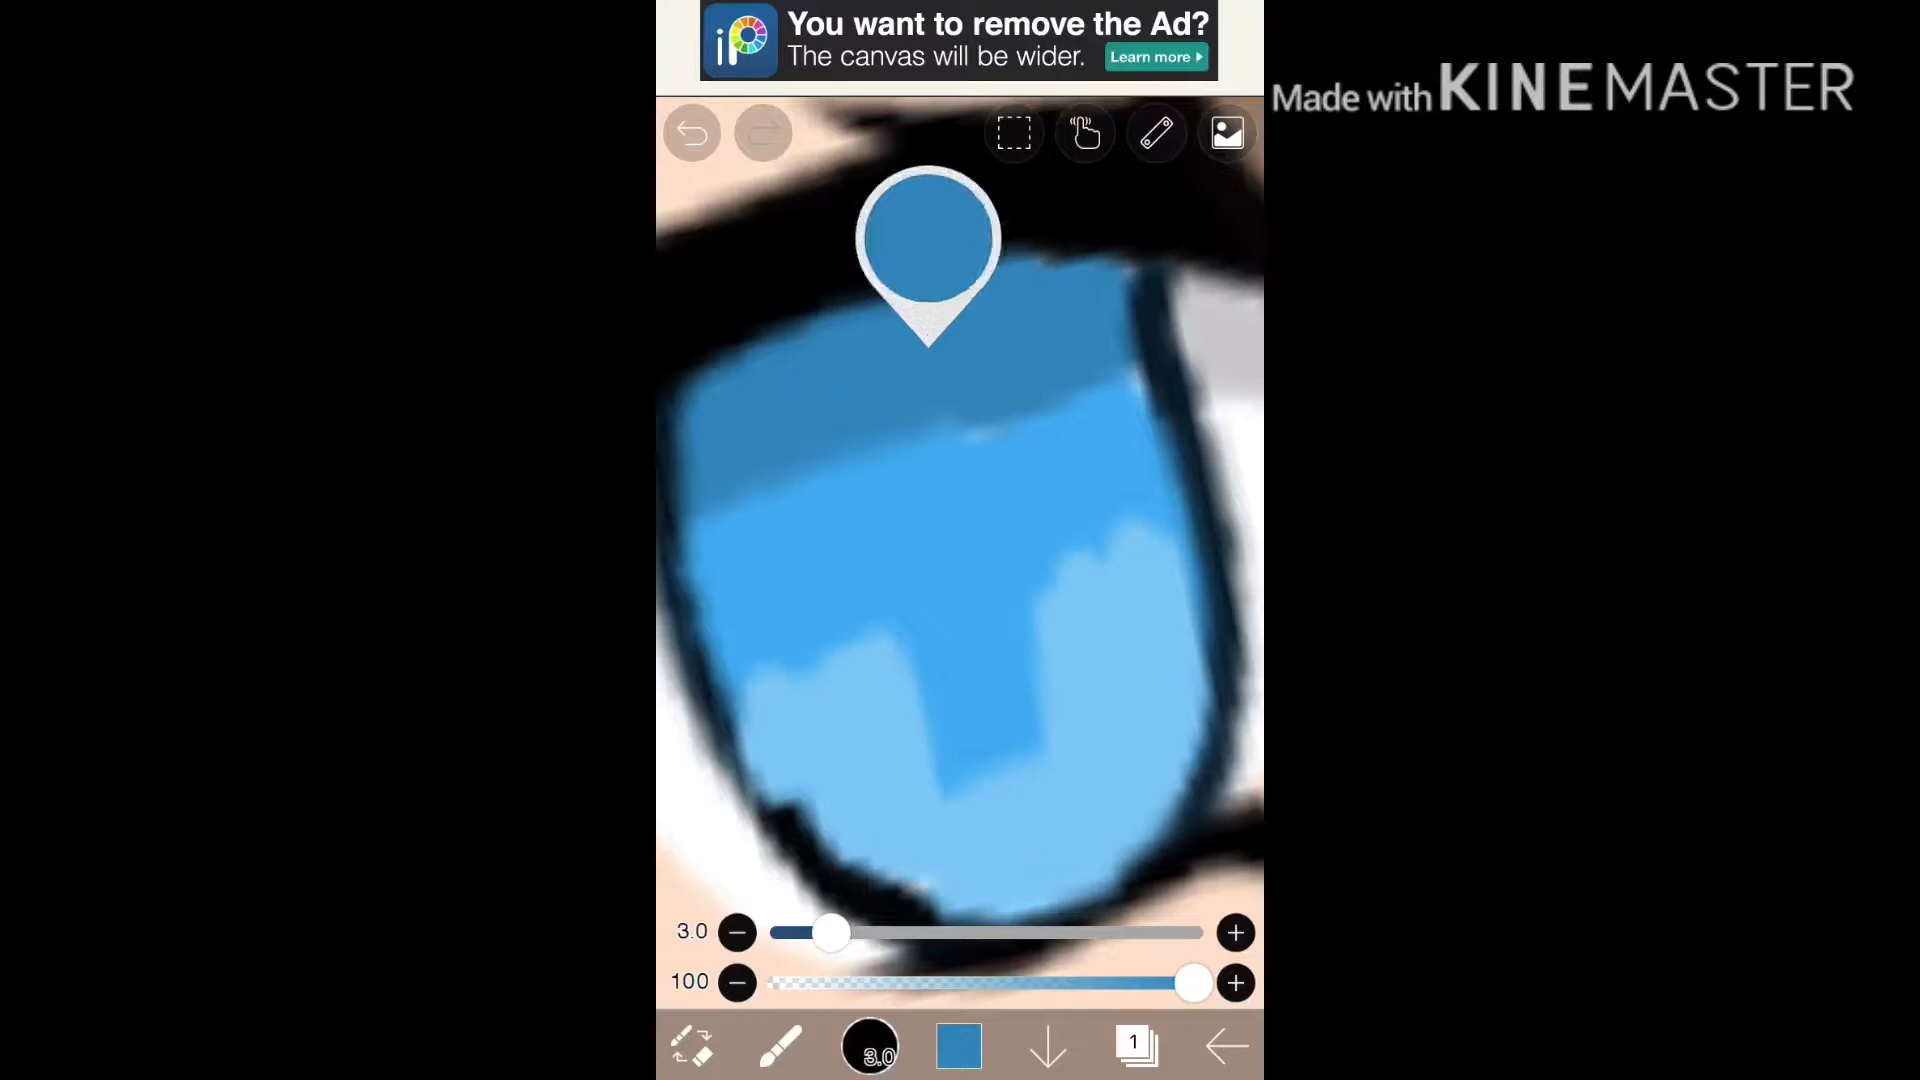 iP
You want to remove the Ad?
The canvas will be wider.
Learn more
Made with KINEMASTER
3.0
100
3.0
1